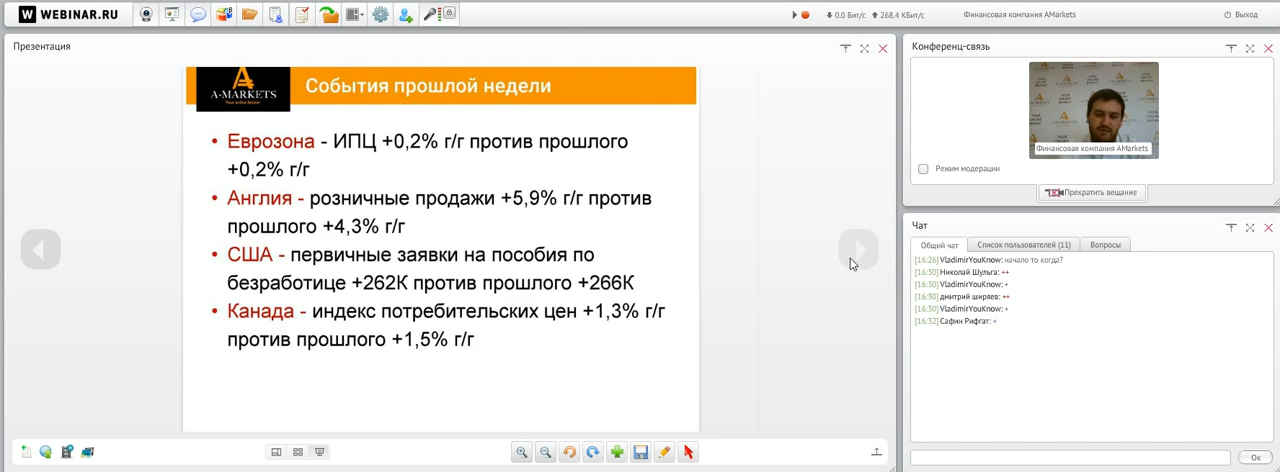 WEBINAR.RU
0.0 Бит/с 268.4 КБит/с
Финансовая компания AMarkets
Выход
Презентация
A-MARKETS
Your online broker
События прошлой недели
• Еврозона - ИПЦ +0,2% г/г против прошлого
+0,2% г/г
• Англия - розничные продажи +5,9% г/г против
прошлого +4,3% г/г
• США - первичные заявки на пособия по
безработице +262К против прошлого +266К
• Канада - индекс потребительских цен +1,3% г/г
против прошлого +1,5% г/г
Конференц-связь
Финансовая компания AMarkets
Режим модерации
Прекратить вещание
Чат
Общий чат
Список пользователей (11)
Вопросы
[16:26] VladimirYouKnow: начало то когда?
[16:30] Николай Шульга: ++
[16:30] VladimirYouKnow: +
[16:30] дмитрий ширяев: ++
[16:30] VladimirYouKnow: +
[16:32] Сафин Рифгат: +
Ок